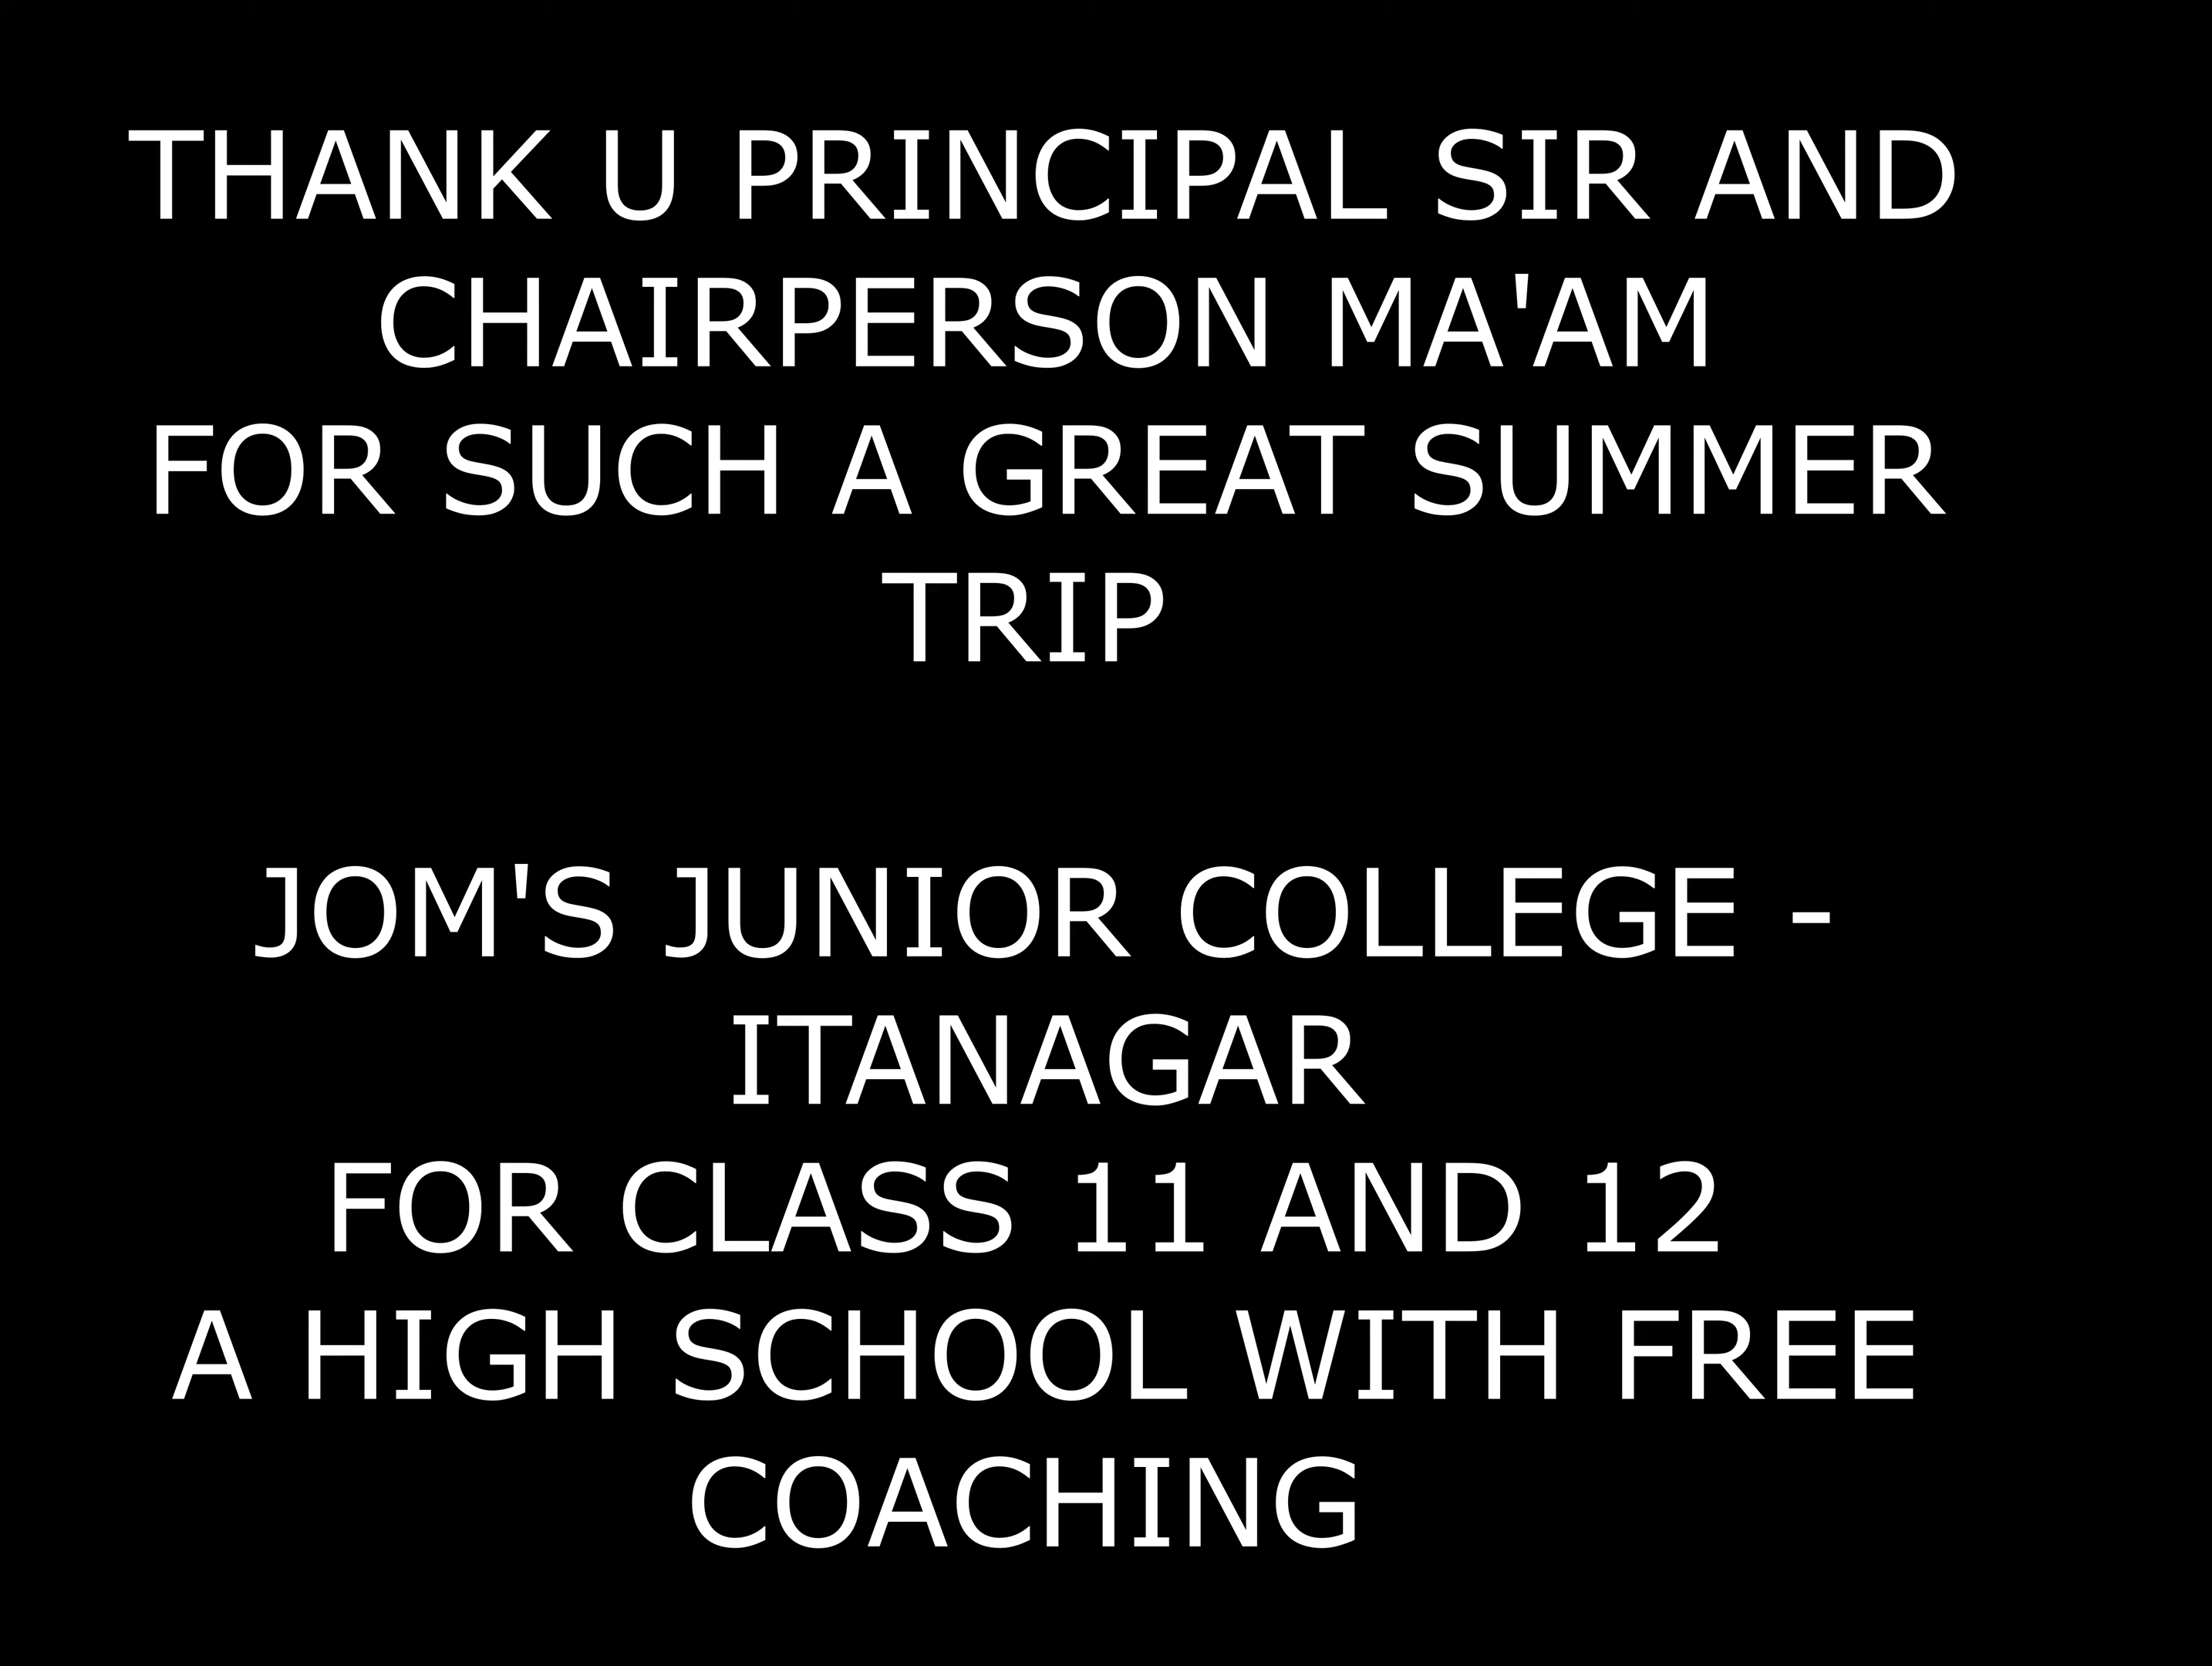 THANK U PRINCIPAL SIR AND
CHAIRPERSON MA'AM
FOR SUCH A GREAT SUMMER
TRIP
JOM'S JUNIOR COLLEGE -
ITANAGAR
FOR CLASS 11 AND 12
A HIGH SCHOOL WITH FREE
COACHING